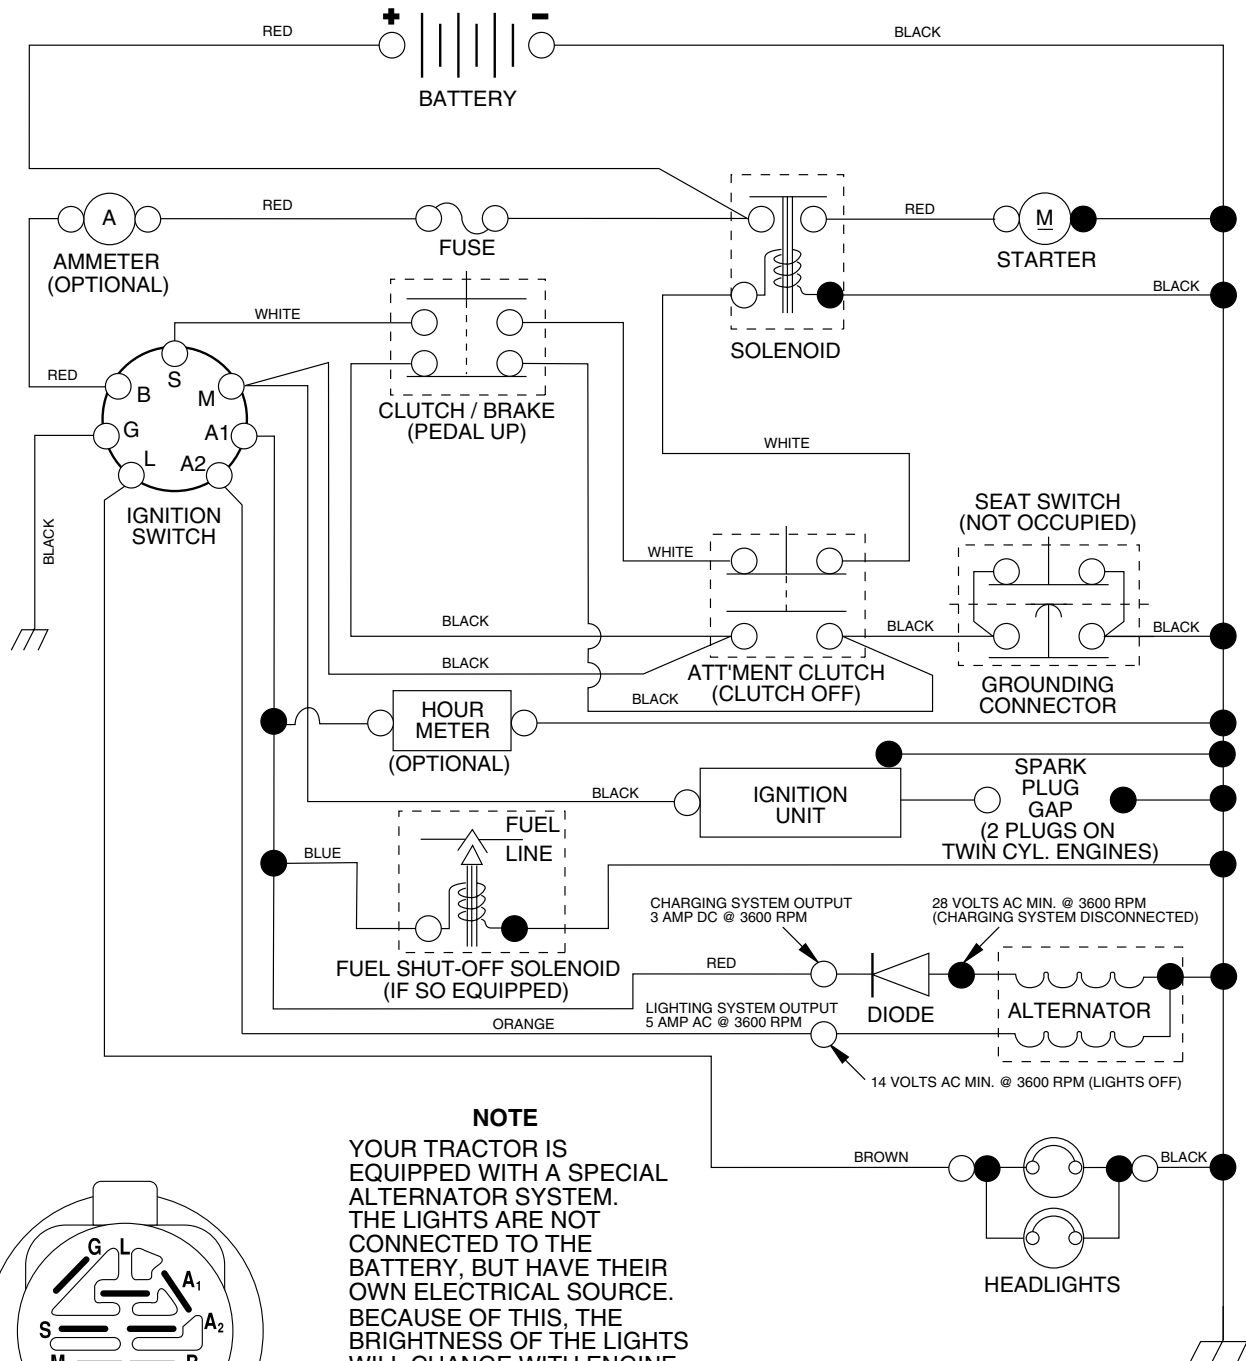 + -
RED
BLACK
BATTERY
A
RED
FUSE
RED
M
STARTER
AMMETER
(OPTIONAL)
BLACK
WHITE
SOLENOID
RED
S
B
M
CLUTCH / BRAKE
(PEDAL UP)
G
A1
L
A2
WHITE
IGNITION
SWITCH
BLACK
SEAT SWITCH
(NOT OCCUPIED)
WHITE
BLACK
BLACK
BLACK
BLACK
ATT'MENT CLUTCH
(CLUTCH OFF)
BLACK
GROUNDING
CONNECTOR
HOUR
METER
(OPTIONAL)
BLACK
IGNITION
UNIT
SPARK
PLUG
GAP
(2 PLUGS ON
TWIN CYL. ENGINES)
FUEL
LINE
BLUE
CHARGING SYSTEM OUTPUT
3 AMP DC @ 3600 RPM
28 VOLTS AC MIN. @ 3600 RPM
(CHARGING SYSTEM DISCONNECTED)
FUEL SHUT-OFF SOLENOID
(IF SO EQUIPPED)
RED
DIODE
ALTERNATOR
LIGHTING SYSTEM OUTPUT
5 AMP AC @ 3600 RPM
ORANGE
14 VOLTS AC MIN. @ 3600 RPM (LIGHTS OFF)
BROWN
BLACK
HEADLIGHTS
NOTE
YOUR TRACTOR IS
EQUIPPED WITH A SPECIAL
ALTERNATOR SYSTEM.
THE LIGHTS ARE NOT
CONNECTED TO THE
BATTERY, BUT HAVE THEIR
OWN ELECTRICAL SOURCE.
BECAUSE OF THIS, THE
BRIGHTNESS OF THE LIGHTS
WILL CHANGE WITH ENGINE
G L
A1
A2
S
M
B